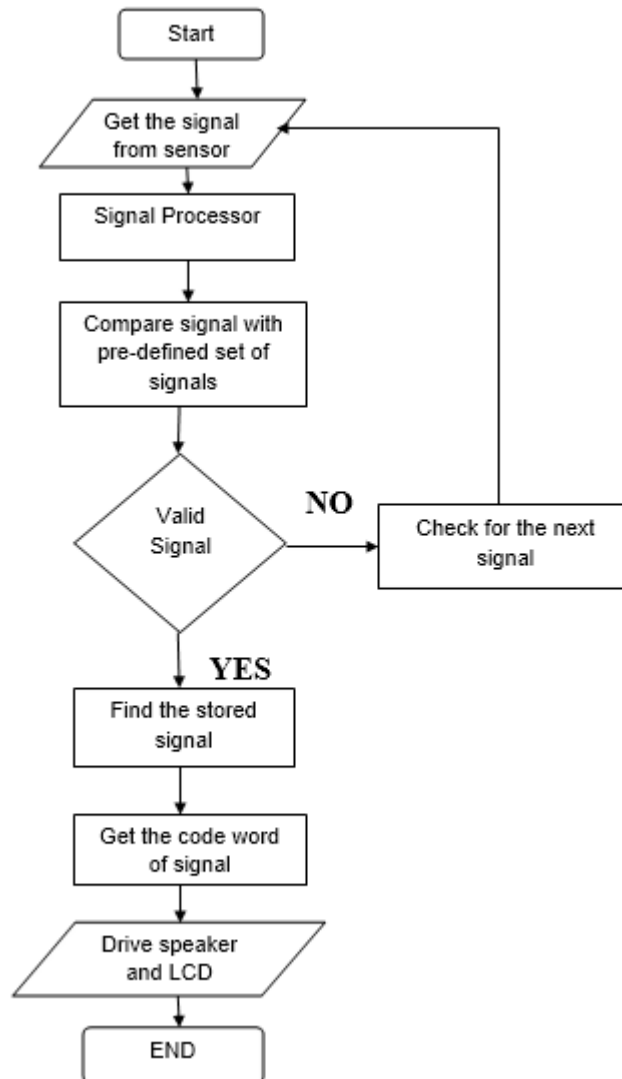 Start
Get the signal
from sensor
Signal Processor
Compare signal with
pre-defined set of
signals
Valid
Signal
NO
Check for the next
signal
YES
Find the stored
signal
Get the code word
of signal
Drive speaker
and LCD
END